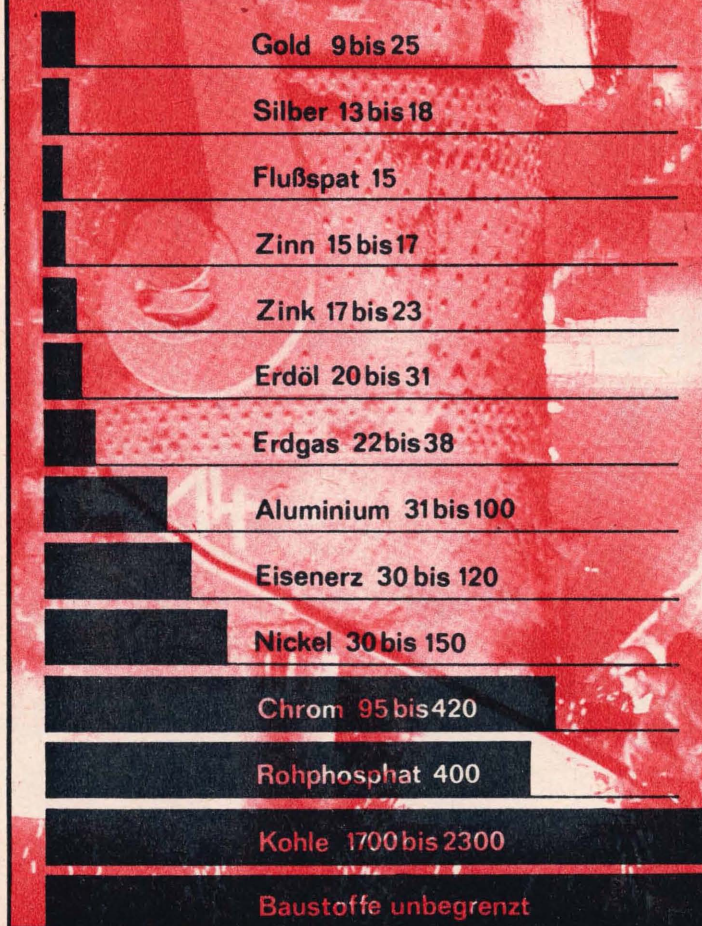 Gold 9 bis 25
Silber 13 bis 18
Flußspat 15
Zinn 15 bis 17
Zink 17 bis 23
Erdöl 20 bis 31
Erdgas 22 bis 38
Aluminium 31 bis 100
Eisenerz 30 bis 120
Nickel 30 bis 150
Chrom 95 bis 420
Rohphosphat 400
Kohle 1700 bis 2300
Baustoffe unbegrenzt